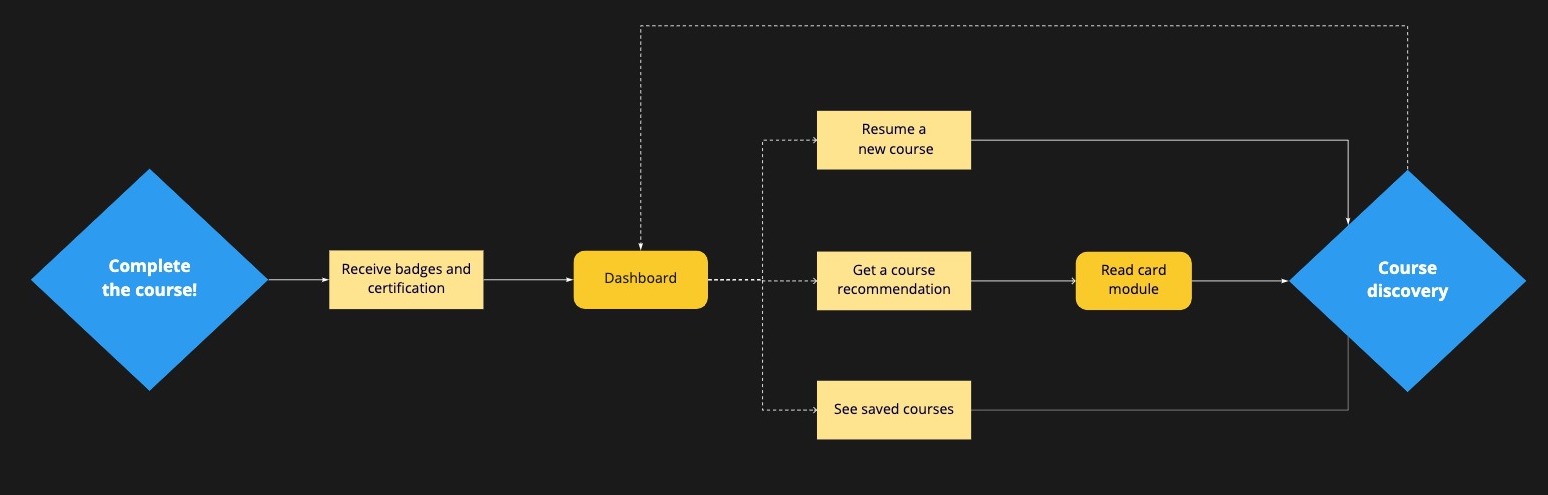 Complete
the course!
Receive badges and
certification
Dashboard
Resume a
new course
Get a course
recommendation
See saved courses
Read card
module
Course
discovery